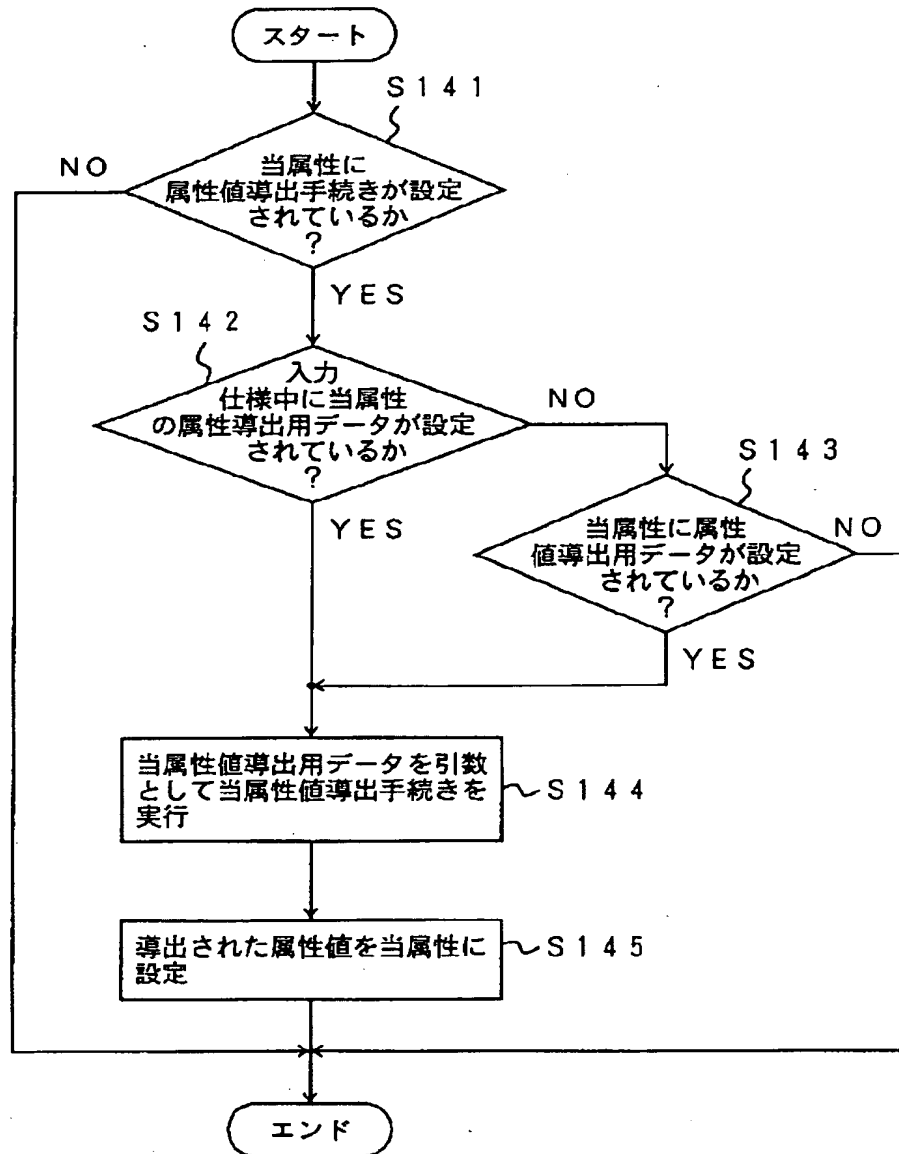 スタート
S141
NO
当属性に
属性値導出手続きが設定
されているか
?
YES
S142
入力
仕様中に当属性
の属性導出用データが設定
されているか
?
NO
YES
S143
当属性に属性
値導出用データが設定
されているか
?
NO
YES
当属性値導出用データを引数
として当属性値導出手続きを
実行
S144
導出された属性値を当属性に
設定
S145
エンド